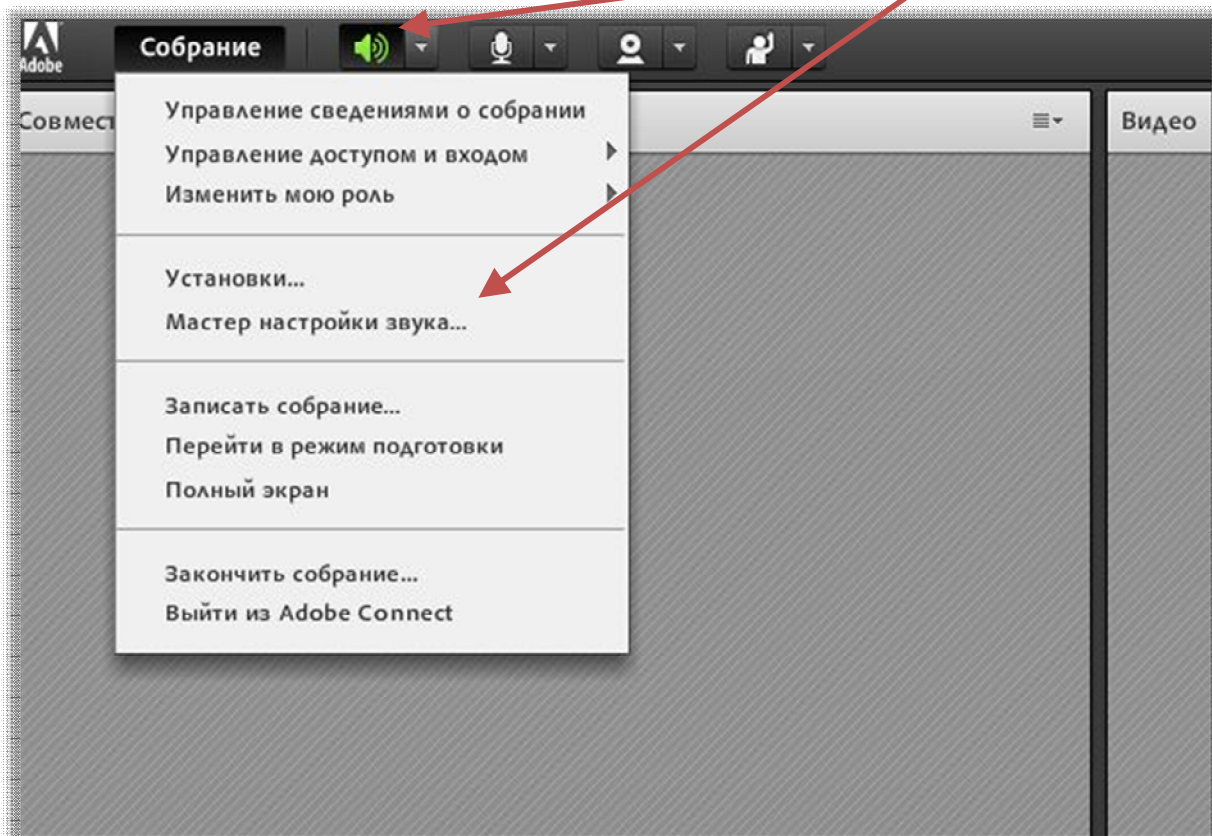 Adobe
Собрание
Совмест
Видео
Управление сведениями о собрании
Управление доступом и входом
Изменить мою роль
Установки...
Мастер настройки звука...
Записать собрание...
Перейти в режим подготовки
Полный экран
Закончить собрание...
Выйти из Adobe Connect